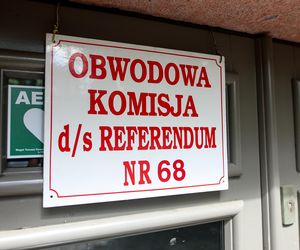 OBWODOWA
KOMISJA
d/s REFERENDUM
NR 68
AE